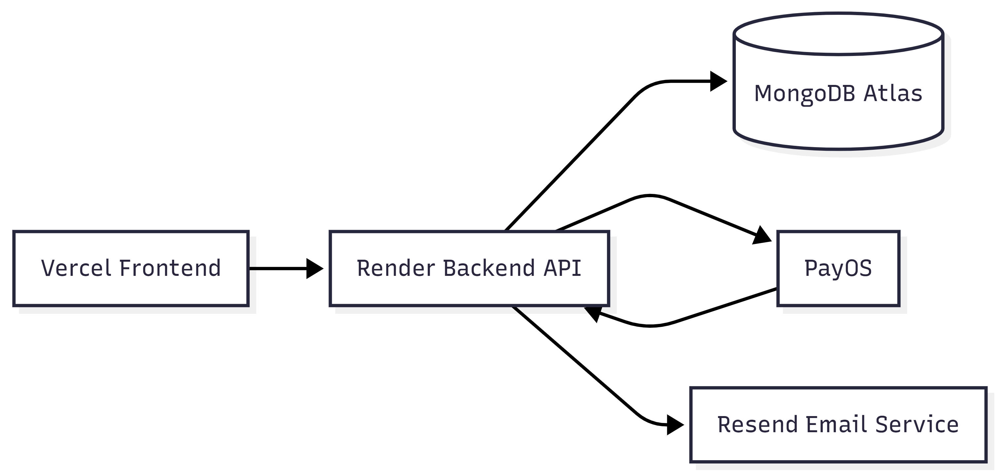 MongoDB Atlas
Vercel Frontend
Render Backend API
PayOS
Resend Email Service